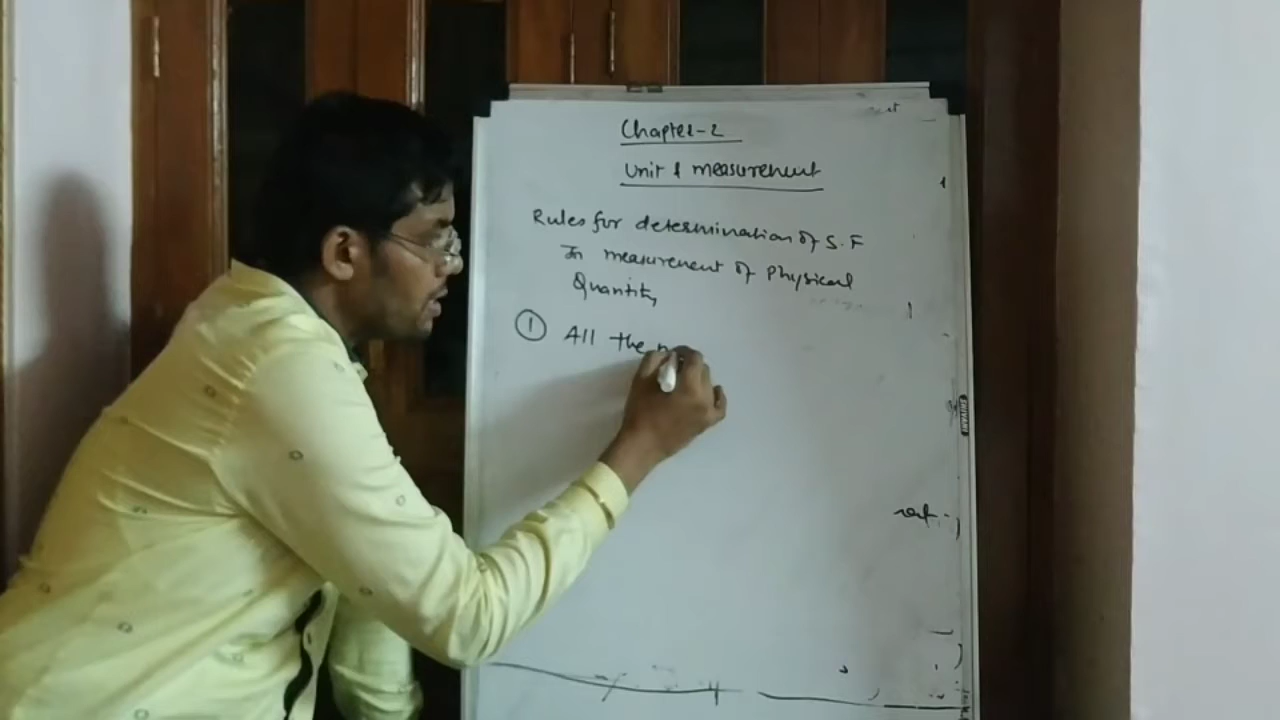 Chapter-2
Unit & measurement
Rules for determination of S.F
In measurement of Physical
Quantity
① All the n